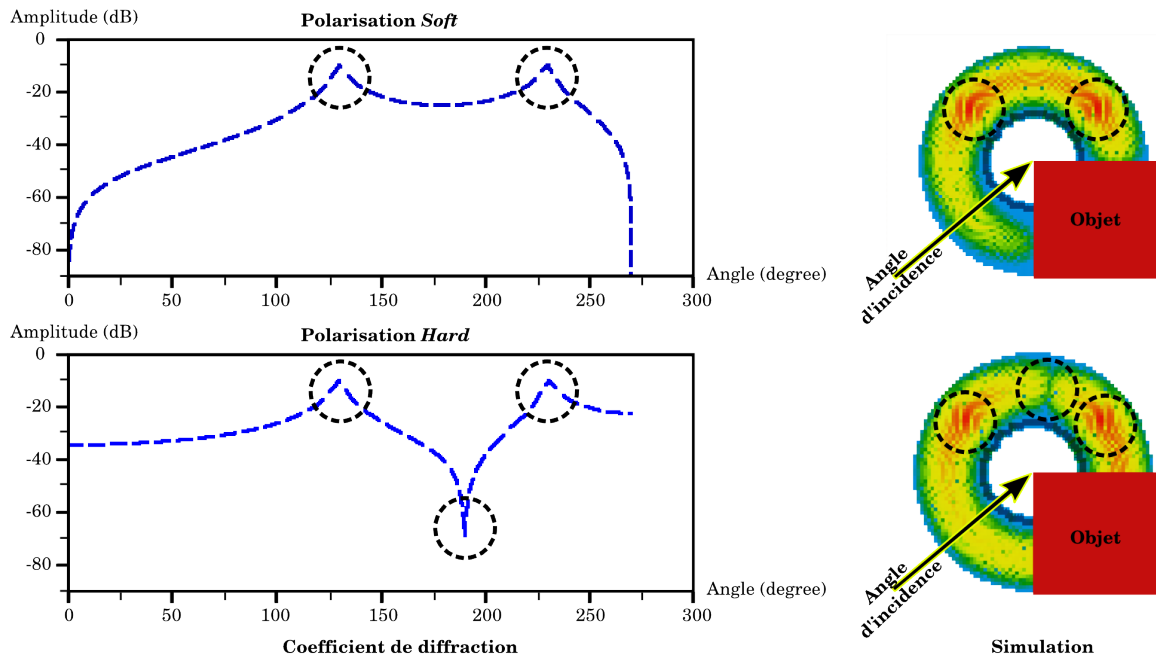 Amplitude (dB)
Polarisation Soft
0
-20
-40
-60
-80
0
50
100
150
200
250
300
Angle (degree)
Objet
Angle
d'incidence
Amplitude (dB)
Polarisation Hard
0
-20
-40
-60
-80
0
50
100
150
200
250
300
Angle (degree)
Objet
Angle
d'incidence
Coefficient de diffraction
Simulation